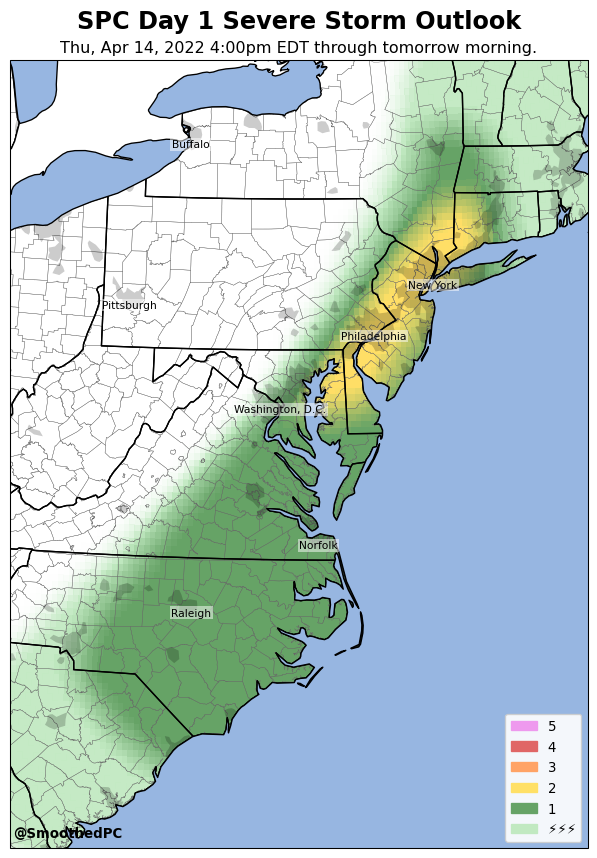 SPC Day 1 Severe Storm Outlook
Thu, Apr 14, 2022 4:00pm EDT through tomorrow morning.
Buffalo
New York
Pittsburgh
Philadelphia
Washington, D.C.
Norfolk
Raleigh
5
4
3
2
1
⚡⚡⚡
@SmoothedPC